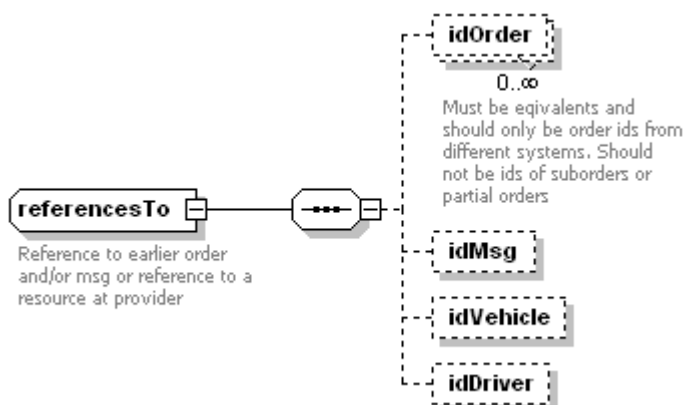 idOrder
0..∞
Must be eqivalents and
should only be order ids from
different systems. Should
not be ids of suborders or
partial orders
referencesTo
Reference to earlier order
and/or msg or reference to a
resource at provider
idMsg
idVehicle
idDriver